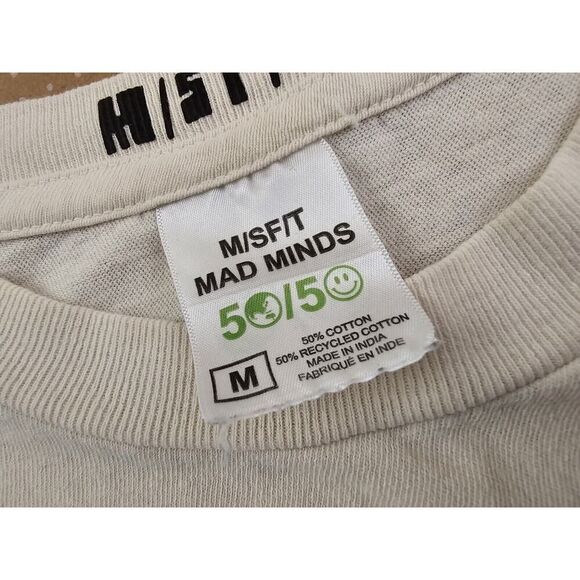 M/SF/T
MAD MINDS
50/50
M
50% COTTON
50% RECYCLED COTTON
MADE IN INDIA
FABRIQUÉ EN INDE